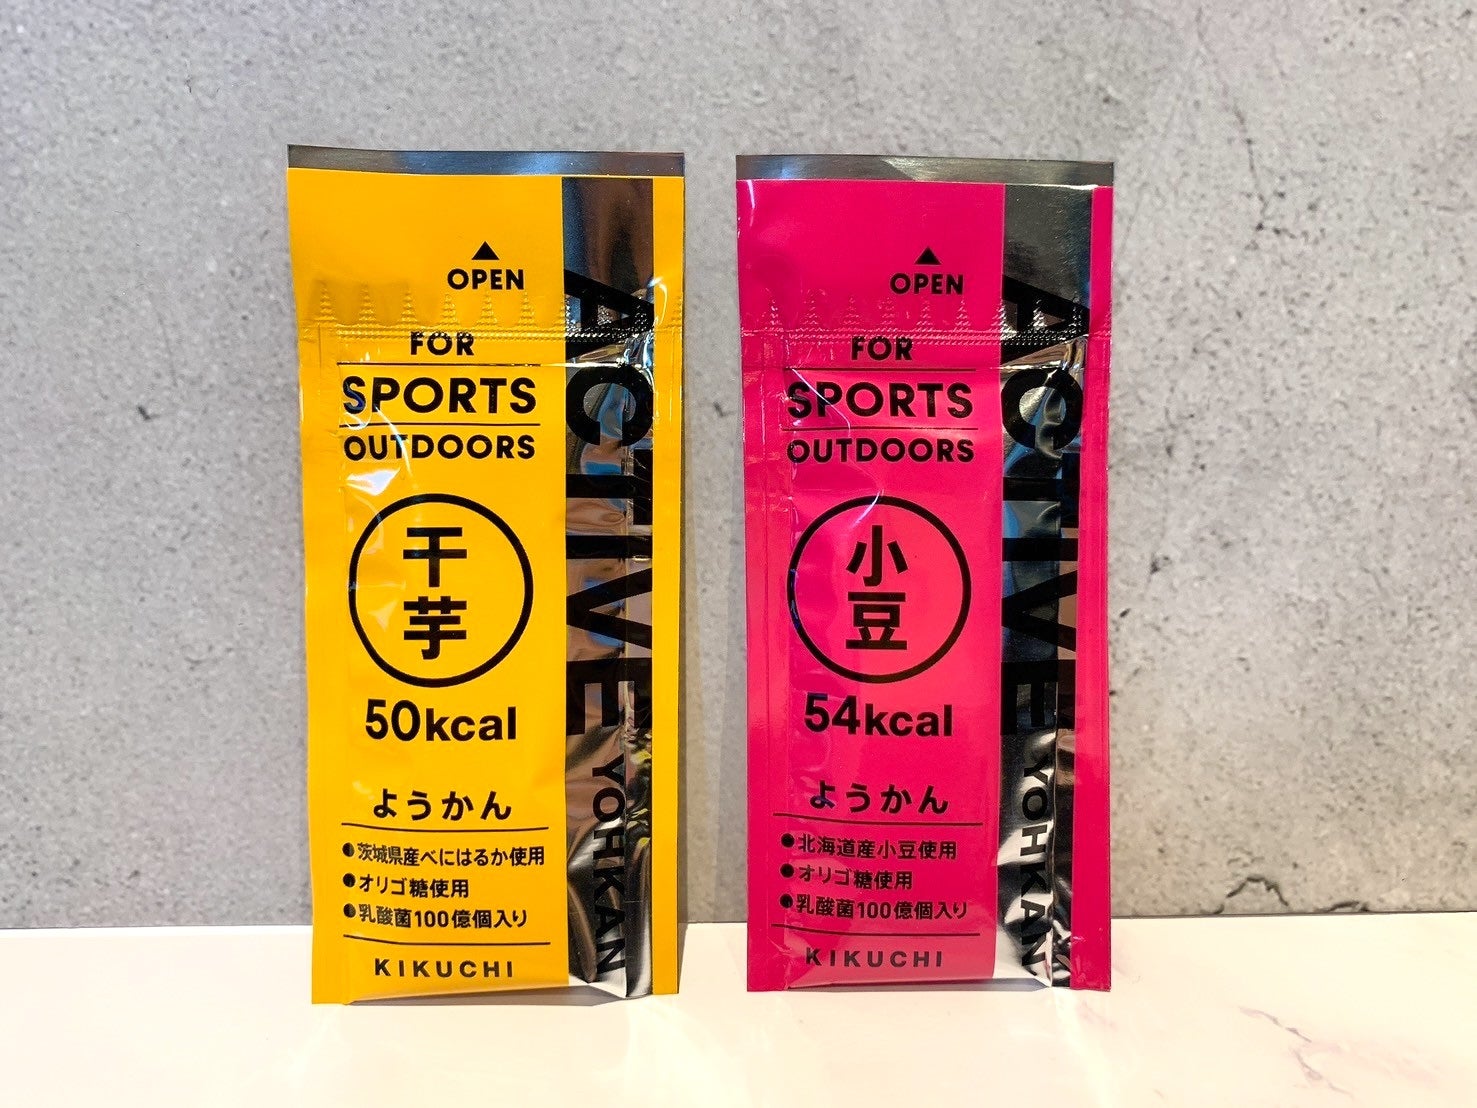 OPEN
FOR
SPORTS
OUTDOORS
干芋
50kcal
ようかん
●茨城県産べにはるか使用
●オリゴ糖使用
●乳酸菌100億個入り
KIKUCHI
ACTIVE YOHKAN
OPEN
FOR
SPORTS
OUTDOORS
小豆
54kcal
ようかん
●北海道産小豆使用
●オリゴ糖使用
●乳酸菌100億個入り
KIKUCHI
ACTIVE YOHKAN